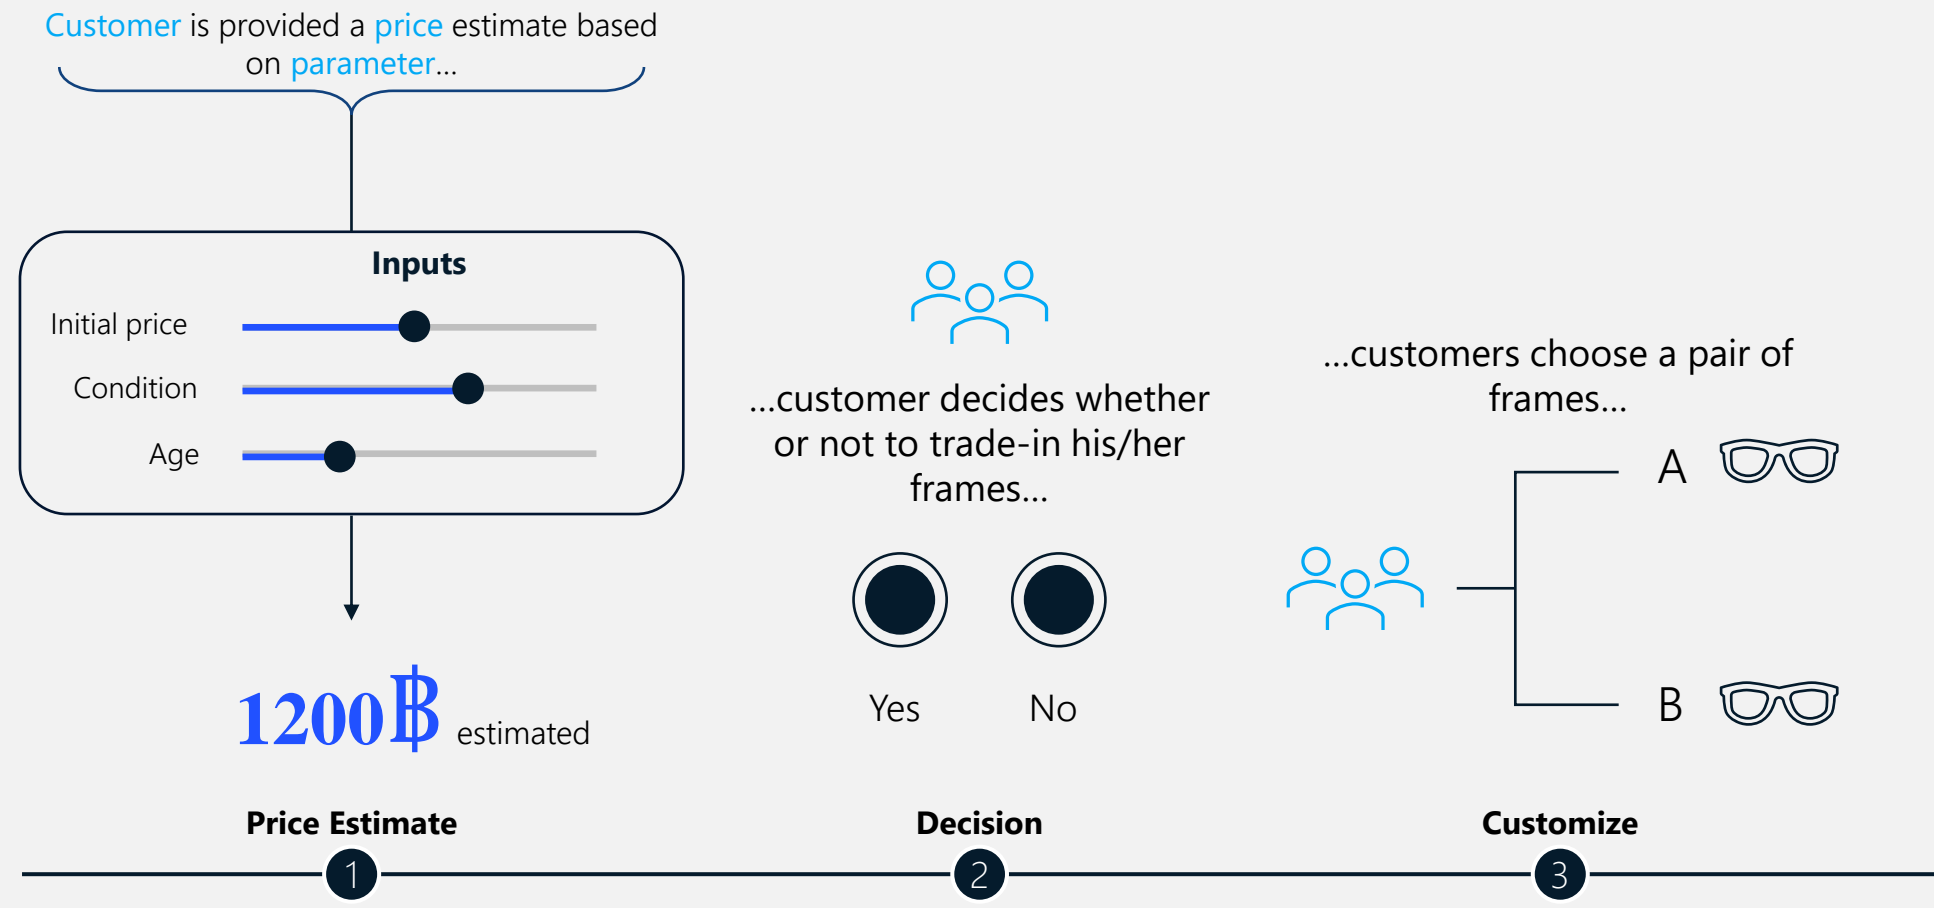 Customer is provided a price estimate based
on parameter...
Inputs
Initial price
Condition
Age
1200฿ estimated
Price Estimate
1
...customer decides whether
or not to trade-in his/her
frames...
Yes
No
Decision
2
...customers choose a pair of
frames...
A
B
Customize
3